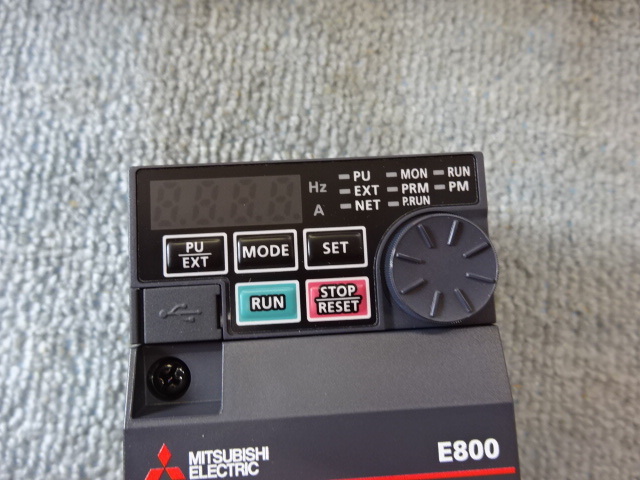 Hz
A
PU MON RUN
EXT PRM PM
NET P.RUN
PU
EXT
MODE
SET
RUN
STOP
RESET
MITSUBISHI
ELECTRIC
E800